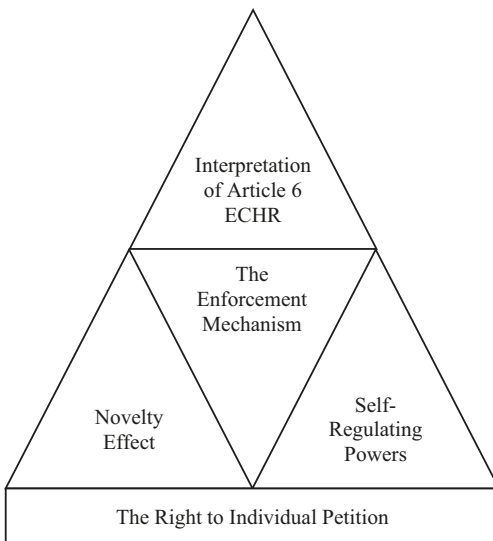 Interpretation
of Article 6
ECHR
The
Enforcement
Mechanism
Novelty
Effect
Self-
Regulating
Powers
The Right to Individual Petition